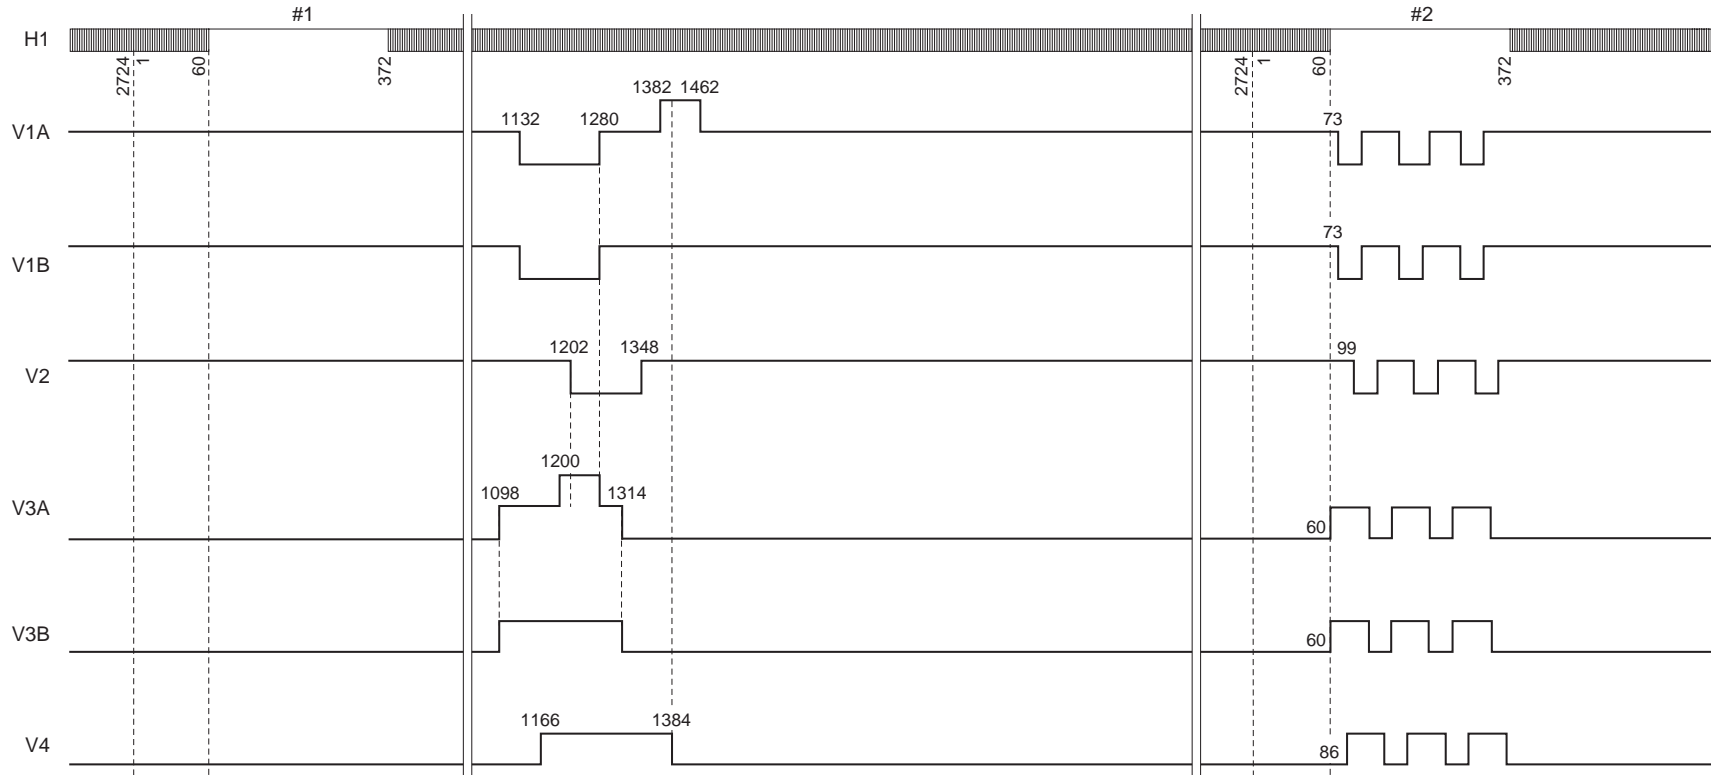 #1 #2
H1
2724 1 60 372 2724 1 60 372
1382 1462
V1A 1132 1280 73
V1B 73
V2 1202 1348 99
1200
V3A 1098 1314 60
V3B 60
V4 1166 1384 86